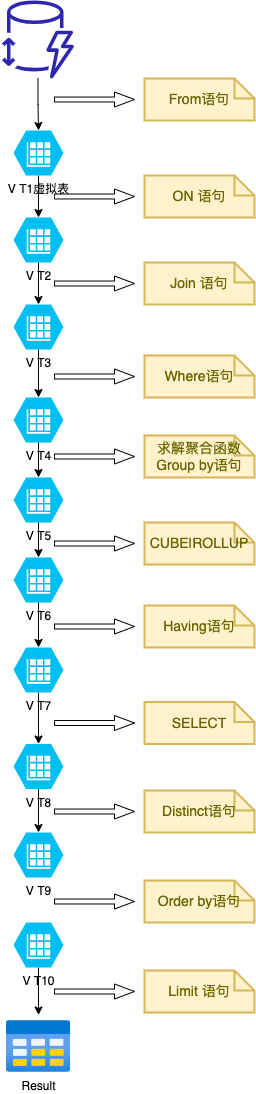 From语句
V T1虚拟表
ON 语句
V T2
Join 语句
V T3
Where语句
V T4
求解聚合函数
Group by语句
V T5
CUBE|ROLLUP
V T6
Having语句
V T7
SELECT
V T8
Distinct语句
V T9
Order by语句
V T10
Limit 语句
Result